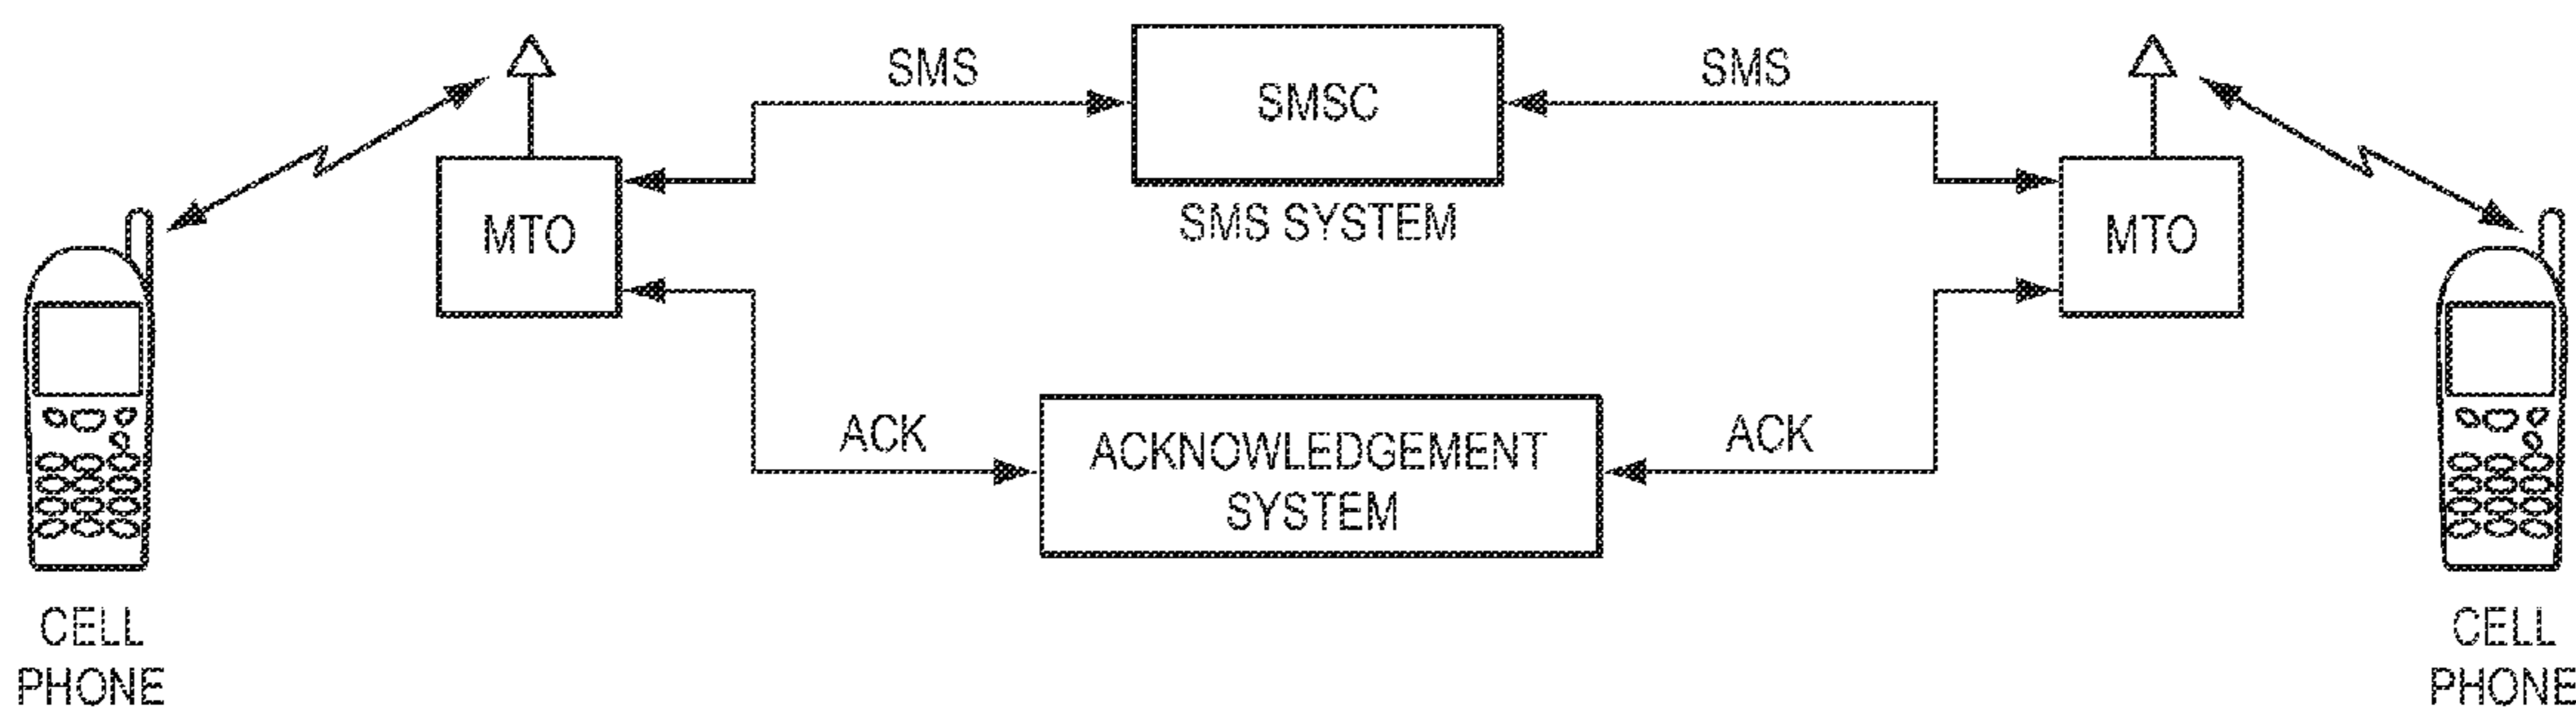 SMS
SMSC
SMS
MTO
SMS SYSTEM
MTO
ACK
ACKNOWLEDGEMENT
SYSTEM
ACK
CELL
PHONE
CELL
PHONE